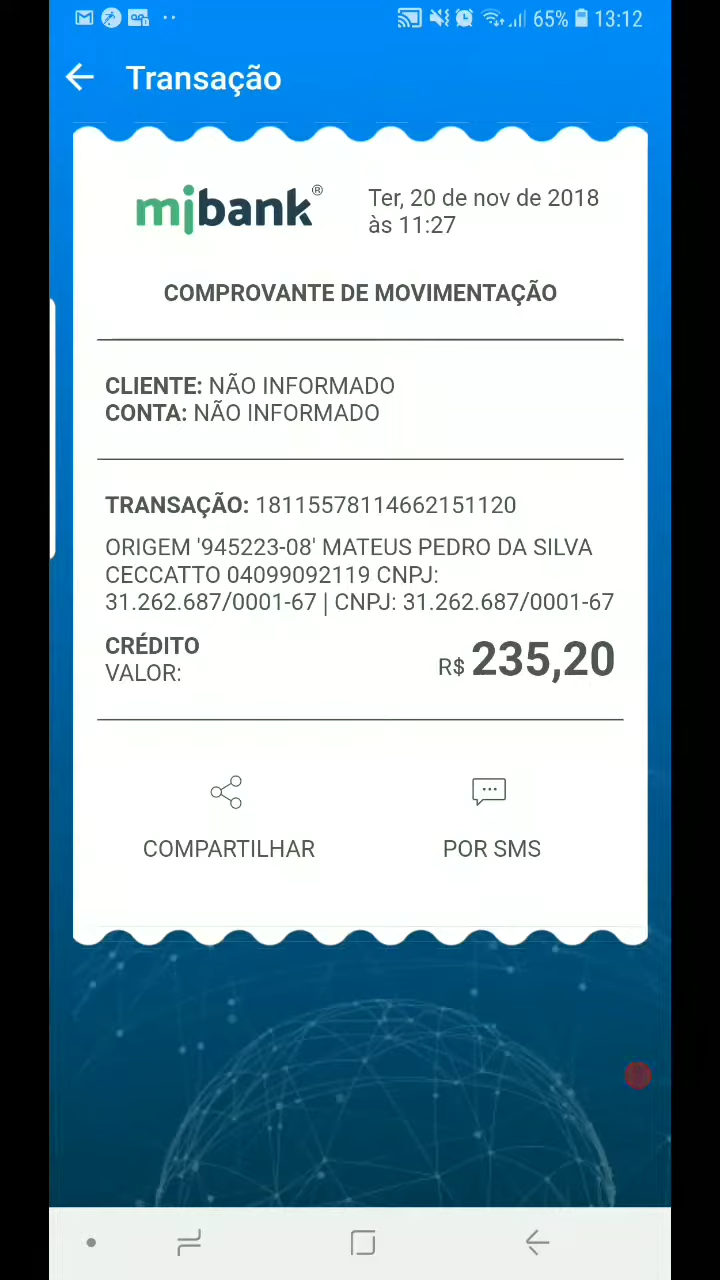 65% 13:12
Transação
mibank®
Ter, 20 de nov de 2018
às 11:27
COMPROVANTE DE MOVIMENTAÇÃO
CLIENTE: NÃO INFORMADO
CONTA: NÃO INFORMADO
TRANSAÇÃO: 18115578114662151120
ORIGEM '945223-08' MATEUS PEDRO DA SILVA
CECCATTO 04099092119 CNPJ:
31.262.687/0001-67 | CNPJ: 31.262.687/0001-67
CRÉDITO
VALOR: R$ 235,20
COMPARTILHAR POR SMS